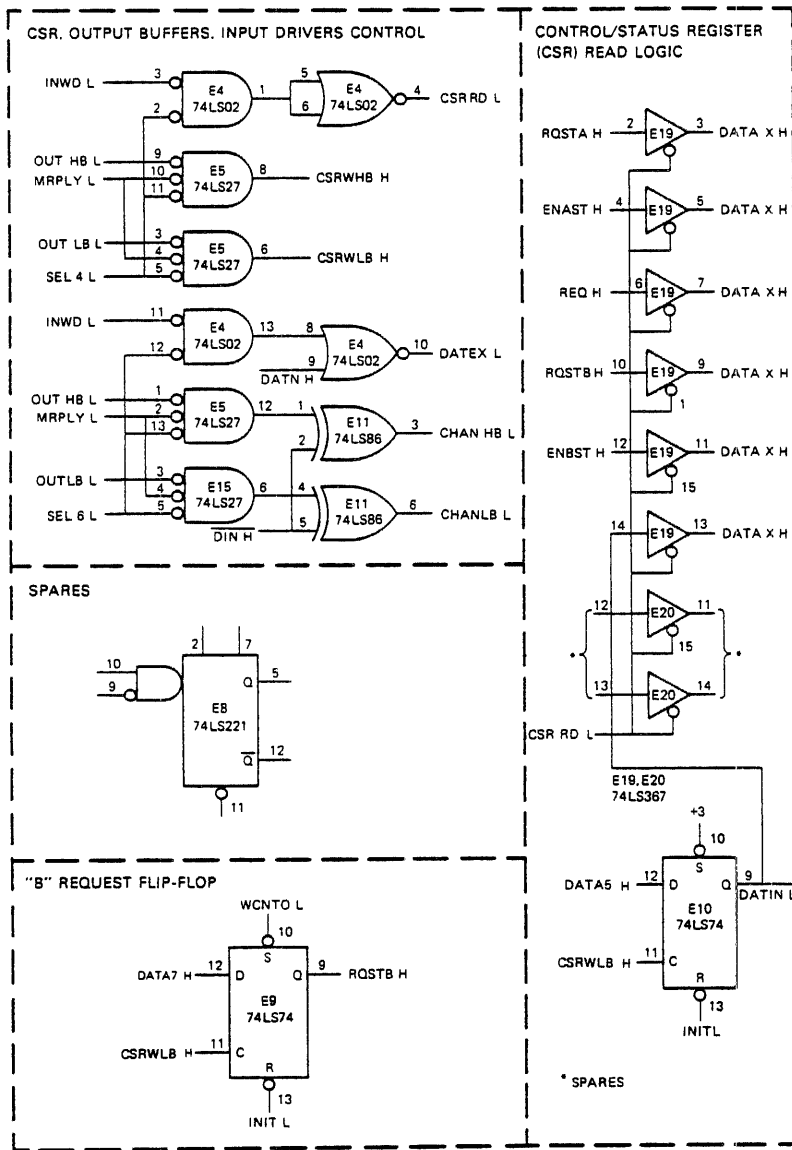 CSR, OUTPUT BUFFERS, INPUT DRIVERS CONTROL
INWD L 3
2
E4
74LS02
1
5
6
E4
74LS02
4 CSR RD L
OUT HB L 9
MRPLY L 10
11
E5
74LS27
8 CSRWHB H
OUT LB L 3
4
SEL 4 L 5
E5
74LS27
6 CSRWLB H
INWD L 11
12
E4
74LS02
13
8
9
DATN H
E4
74LS02
10 DATEX L
OUT HB L 1
MRPLY L 2
13
E5
74LS27
12
1
2
E11
74LS86
3 CHAN HB L
OUTLB L 3
4
SEL 6 L 5
E15
74LS27
6
4
5
DIN H
E11
74LS86
6 CHANLB L
SPARES
2 7
10
9
E8
74LS221
Q 5
Q 12
11
"B" REQUEST FLIP-FLOP
WCNTO L
10
S
DATA7 H 12 D Q 9 RQSTB H
E9
74LS74
CSRWLB H 11 C
R
13
INIT L
CONTROL/STATUS REGISTER
(CSR) READ LOGIC
RQSTA H 2 E19 3 DATA X H
ENAST H 4 E19 5 DATA X H
REQ H 6 E19 7 DATA X H
RQSTB H 10 E19 9 DATA X H
1
ENBST H 12 E19 11 DATA X H
15
14 E19 13 DATA X H
* 12 E20 11 *
15
13 E20 14
CSR RD L
E19, E20
74LS367
+3
10
S
DATA5 H 12 D Q 9
DATIN L
E10
74LS74
CSRWLB H 11 C
R
13
INITL
* SPARES